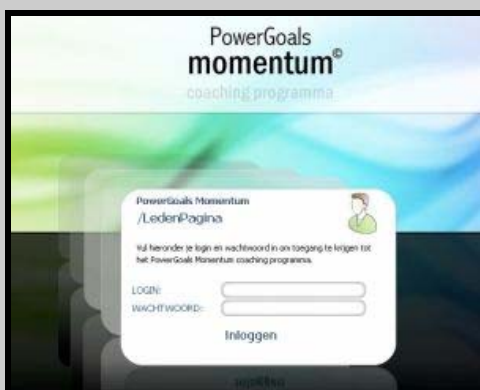 PowerGoals
momentum©
coaching programma
PowerGoals Momentum
/LedenPagina
Vul hieronder je login en wachtwoord in om toegang te krijgen tot
het PowerGoals Momentum coaching programma.
LOGIN:
WACHTWOORD:
Inloggen